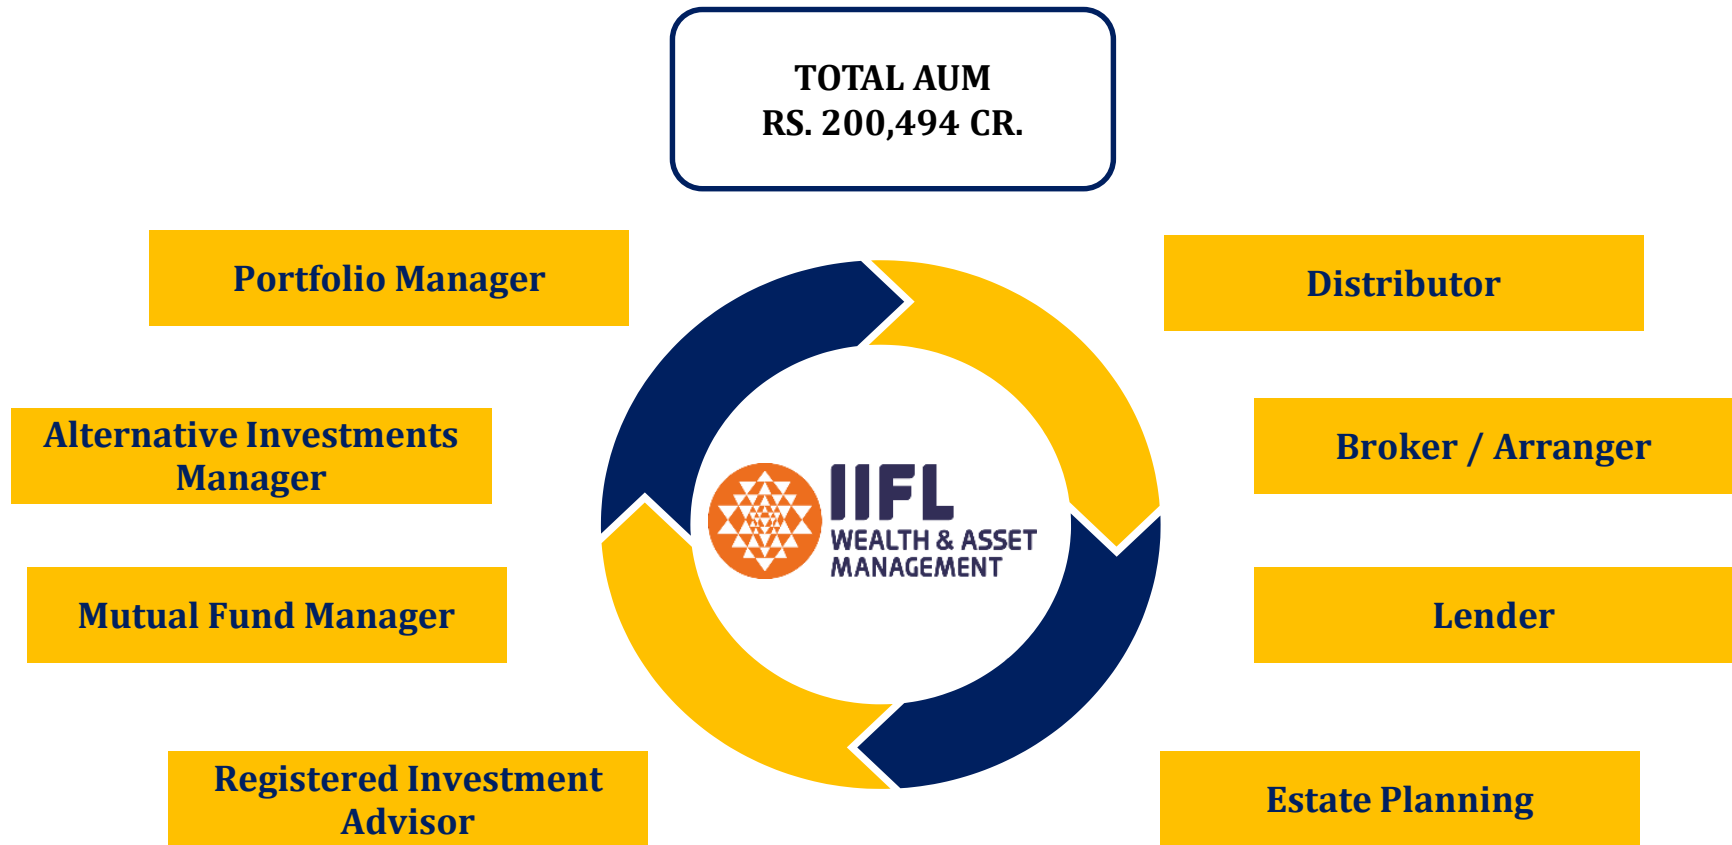 TOTAL AUM
RS. 200,494 CR.
Portfolio Manager
Distributor
Alternative Investments
Manager
Broker / Arranger
IIFL
WEALTH & ASSET
MANAGEMENT
Mutual Fund Manager
Lender
Registered Investment
Advisor
Estate Planning